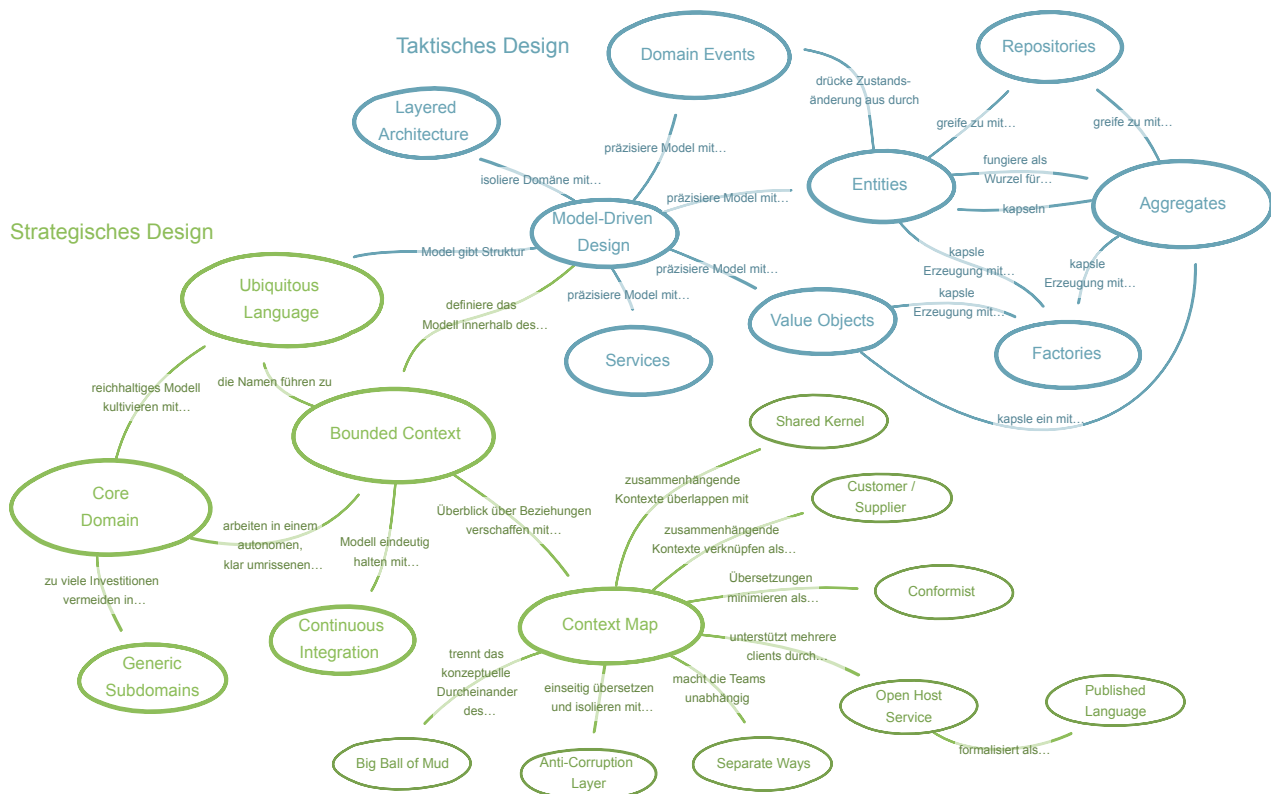 Taktisches Design
Domain Events
Repositories
drücke Zustands-
änderung aus durch
Layered
Architecture
greife zu mit…
greife zu mit…
präzisiere Model mit…
isoliere Domäne mit…
fungiere als
Wurzel für…
Entities
präzisiere Model mit…
kapseln
Aggregates
Model-Driven
Design
Strategisches Design
Model gibt Struktur
präzisiere Model mit…
kapsle
Erzeugung mit…
kapsle
Erzeugung mit…
Ubiquitous
Language
präzisiere Model mit…
kapsle
Erzeugung mit…
definiere das
Modell innerhalb des…
Value Objects
Services
Factories
die Namen führen zu
reichhaltiges Modell
kultivieren mit…
kapsle ein mit…
Shared Kernel
Bounded Context
zusammenhängende
Kontexte überlappen mit
Customer /
Supplier
Core
Domain
Überblick über Beziehungen
verschaffen mit…
arbeiten in einem
autonomen,
klar umrissenen…
Modell eindeutig
halten mit…
zusammenhängende
Kontexte verknüpfen als…
zu viele Investitionen
vermeiden in…
Übersetzungen
minimieren als…
Conformist
Continuous
Integration
Context Map
unterstützt mehrere
clients durch…
Generic
Subdomains
trennt das
konzeptuelle
Durcheinander
des…
einseitig übersetzen
und isolieren mit…
macht die Teams
unabhängig
Open Host
Service
Published
Language
formalisiert als…
Big Ball of Mud
Anti-Corruption
Layer
Separate Ways